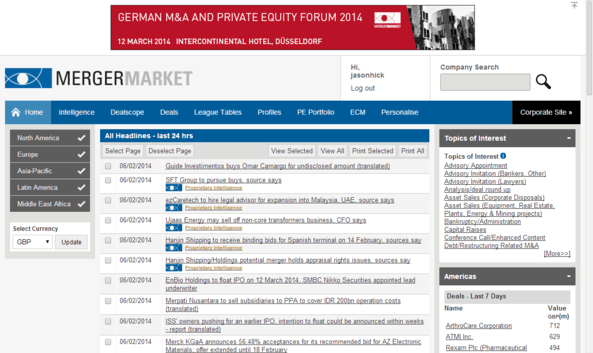 GERMAN M&A AND PRIVATE EQUITY FORUM 2014
12 MARCH 2014 INTERCONTINENTAL HOTEL, DÜSSELDORF
MERGERMARKET
Hi,
jasonhick
Log out
Company Search
Home Intelligence Dealscope Deals League Tables Profiles PE Portfolio ECM Personalise Corporate Site »
North America
Europe
Asia-Pacific
Latin America
Middle East Africa
Select Currency
GBP Update
All Headlines - last 24 hrs
Select Page Deselect Page View Selected View All Print Selected Print All
06/02/2014 Guide Investimentos buys Omar Camargo for undisclosed amount (translated)
06/02/2014 SFT Group to pursue buys, source says
Proprietary Intelligence
06/02/2014 ezCaretech to hire legal advisor for expansion into Malaysia, UAE, source says
Proprietary Intelligence
06/02/2014 Ujaas Energy may sell off non-core transformers business, CFO says
Proprietary Intelligence
06/02/2014 Hanjin Shipping to receive binding bids for Spanish terminal on 14 February, sources say
Proprietary Intelligence
06/02/2014 Hanjin Shipping/Holdings potential merger holds appraisal rights issues, sources say
Proprietary Intelligence
06/02/2014 EnBio Holdings to float IPO on 12 March 2014, SMBC Nikko Securities appointed lead
underwriter
06/02/2014 Merpati Nusantara to sell subsidiaries to PPA to cover IDR 200bn operation costs
(translated)
06/02/2014 ISS' owners pushing for an earlier IPO, intention to float could be announced within weeks
- report (translated)
06/02/2014 Merck KGaA announces 56.48% acceptances for its recommended bid for AZ Electronic
Materials; offer extended until 18 February
Topics of Interest -
Topics of Interest
Advisory Appointment
Advisory Invitation (Bankers, Other)
Advisory Invitation (Lawyers)
Analysis/deal round up
Asset Sales (Corporate Disposals)
Asset Sales (Equipment, Real Estate,
Plants, Energy & Mining projects)
Bankruptcy/Administration
Capital Raises
Conference Call/Enhanced Content
Debt/Restructuring Related M&A
[More>>]
Americas -
Deals - Last 7 Days
Name Value
GBP(m)
ArthroCare Corporation 712
ATMI Inc. 629
Rexam Plc (Pharmaceutical 494